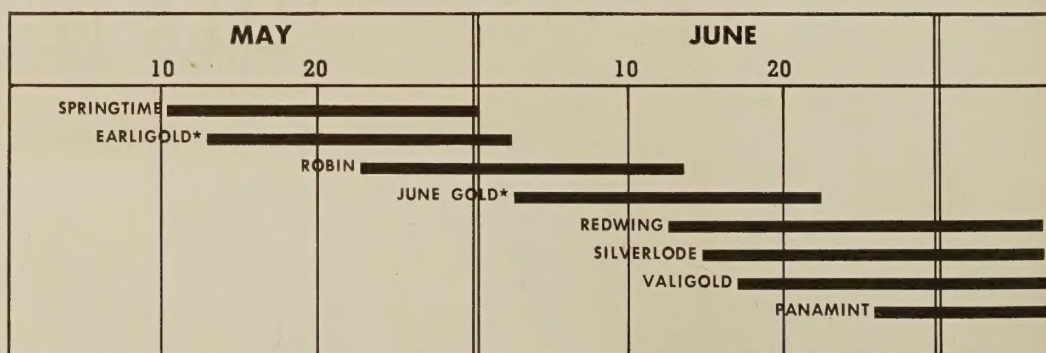 MAY JUNE
10 20 10 20
SPRINGTIME
EARLIGOLD*
ROBIN
JUNE GOLD*
REDWING
SILVERLODE
VALIGOLD
PANAMINT